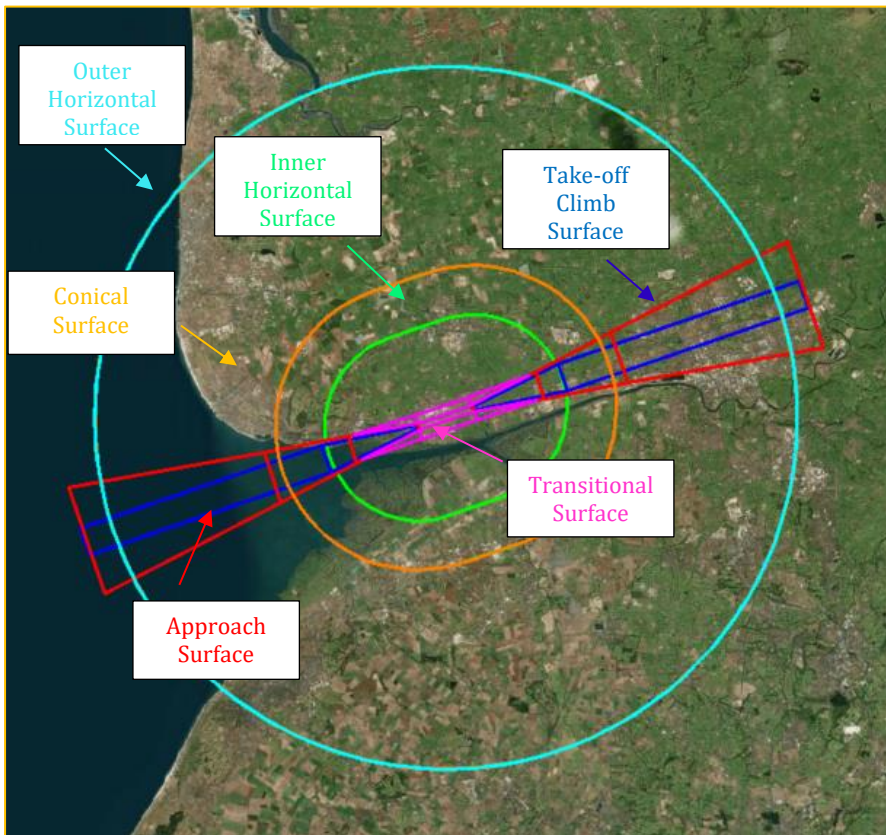 Outer
Horizontal
Surface
Inner
Horizontal
Surface
Take-off
Climb
Surface
Conical
Surface
Transitional
Surface
Approach
Surface